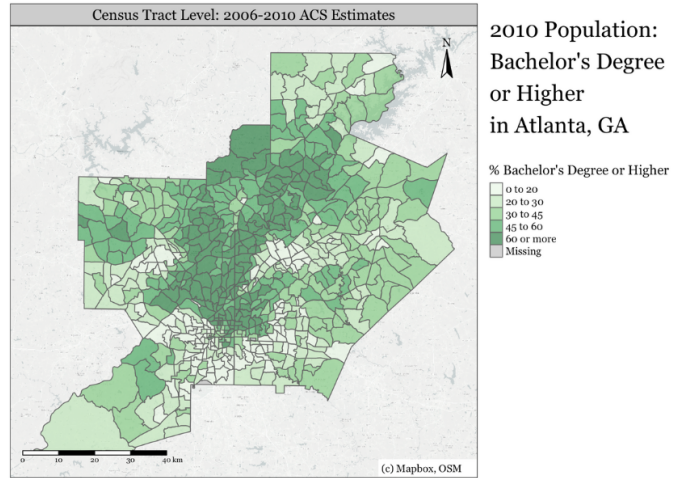 Census Tract Level: 2006-2010 ACS Estimates
N
2010 Population:
Bachelor's Degree
or Higher
in Atlanta, GA
% Bachelor's Degree or Higher
0 to 20
20 to 30
30 to 45
45 to 60
60 or more
Missing
0 10 20 30 40 km
(c) Mapbox, OSM